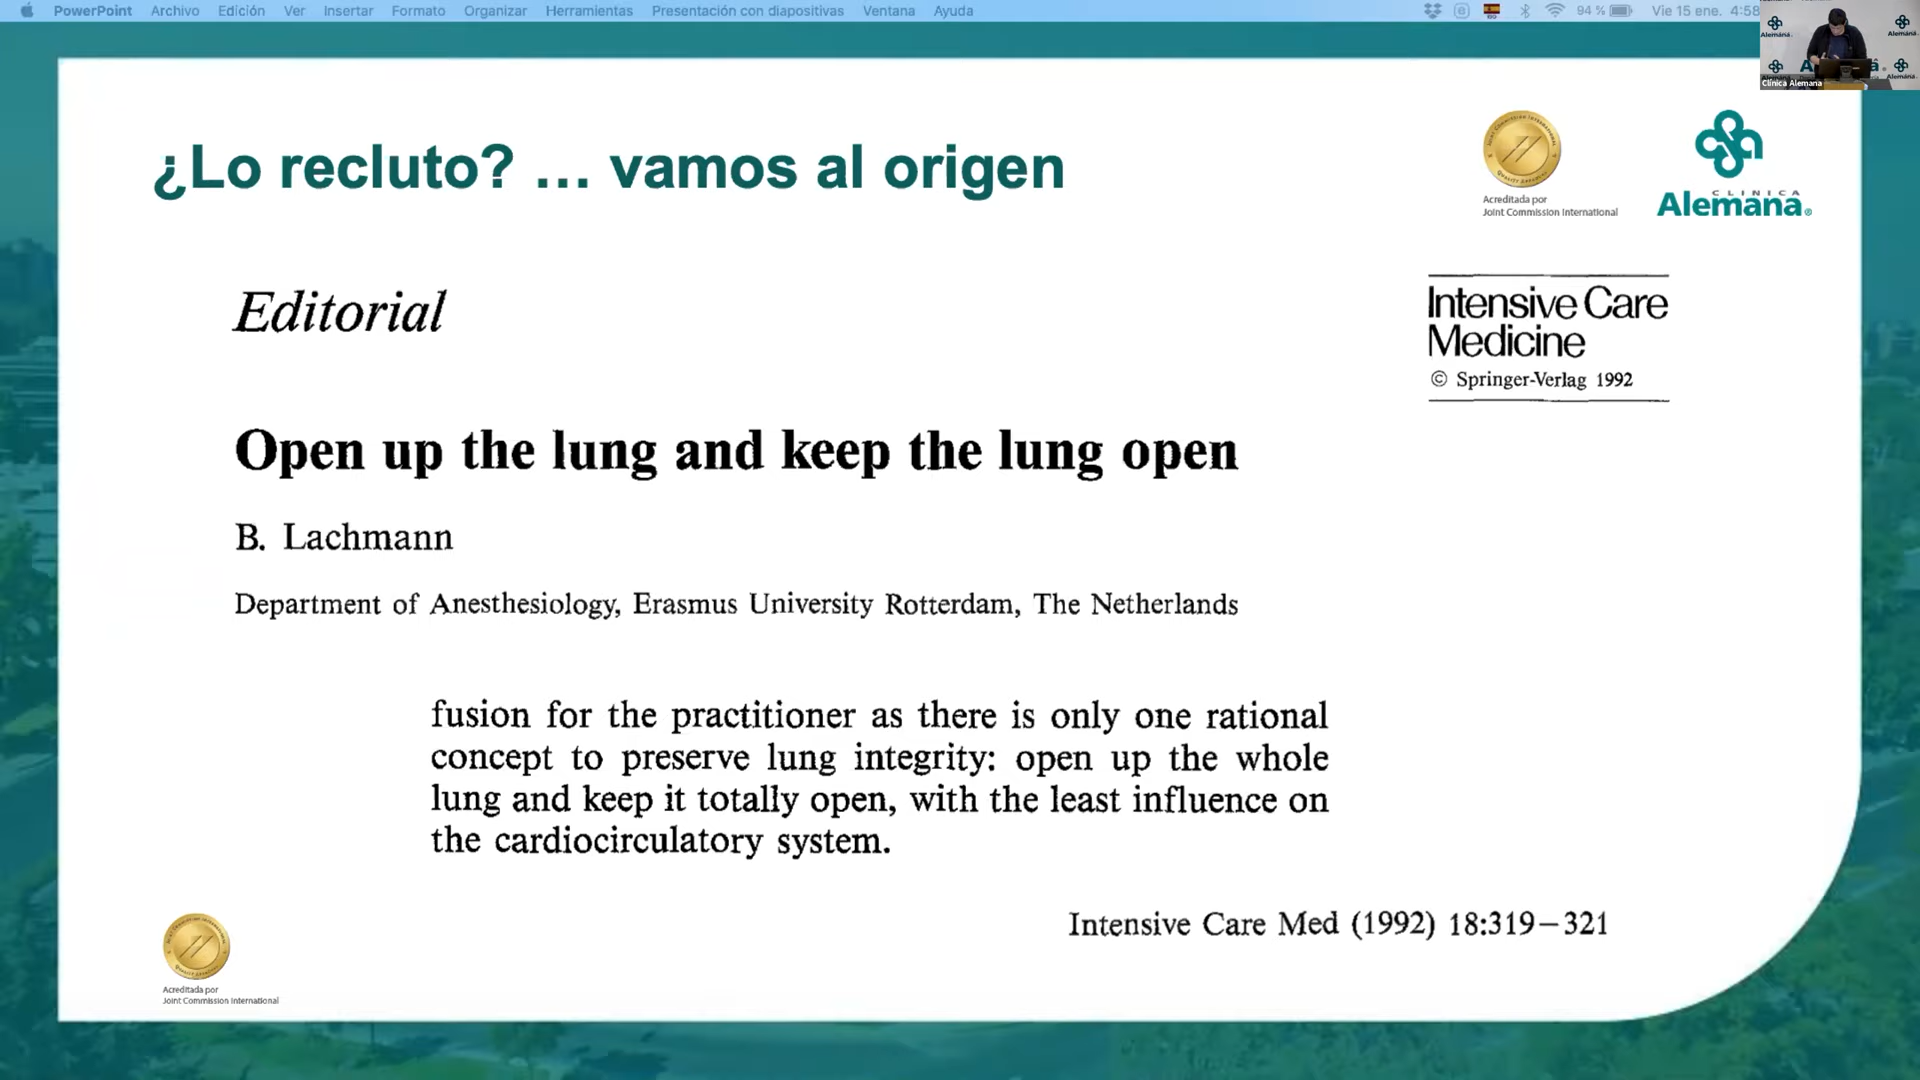 PowerPoint Archivo Edición Ver Insertar Formato Organizar Herramientas Presentación con diapositivas Ventana Ayuda 94 % Vie 15 ene. 4:58
Clínica Alemana
¿Lo recluto? ... vamos al origen
Acreditada por
Joint Commission International
CLINICA
Alemana®
Editorial
Intensive Care
Medicine
© Springer-Verlag 1992
Open up the lung and keep the lung open
B. Lachmann
Department of Anesthesiology, Erasmus University Rotterdam, The Netherlands
fusion for the practitioner as there is only one rational
concept to preserve lung integrity: open up the whole
lung and keep it totally open, with the least influence on
the cardiocirculatory system.
Intensive Care Med (1992) 18:319–321
Acreditada por
Joint Commission International